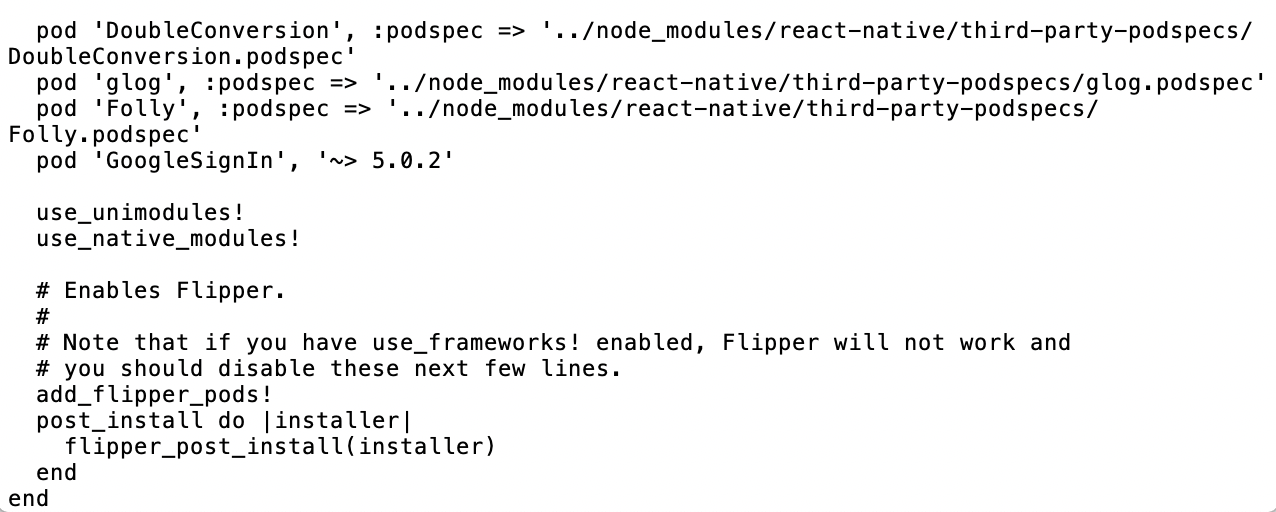 pod 'DoubleConversion', :podspec => '../node_modules/react-native/third-party-podspecs/
DoubleConversion.podspec'
  pod 'glog', :podspec => '../node_modules/react-native/third-party-podspecs/glog.podspec'
  pod 'Folly', :podspec => '../node_modules/react-native/third-party-podspecs/
Folly.podspec'
  pod 'GoogleSignIn', '~> 5.0.2'

  use_unimodules!
  use_native_modules!

  # Enables Flipper.
  #
  # Note that if you have use_frameworks! enabled, Flipper will not work and
  # you should disable these next few lines.
  add_flipper_pods!
  post_install do |installer|
    flipper_post_install(installer)
  end
end